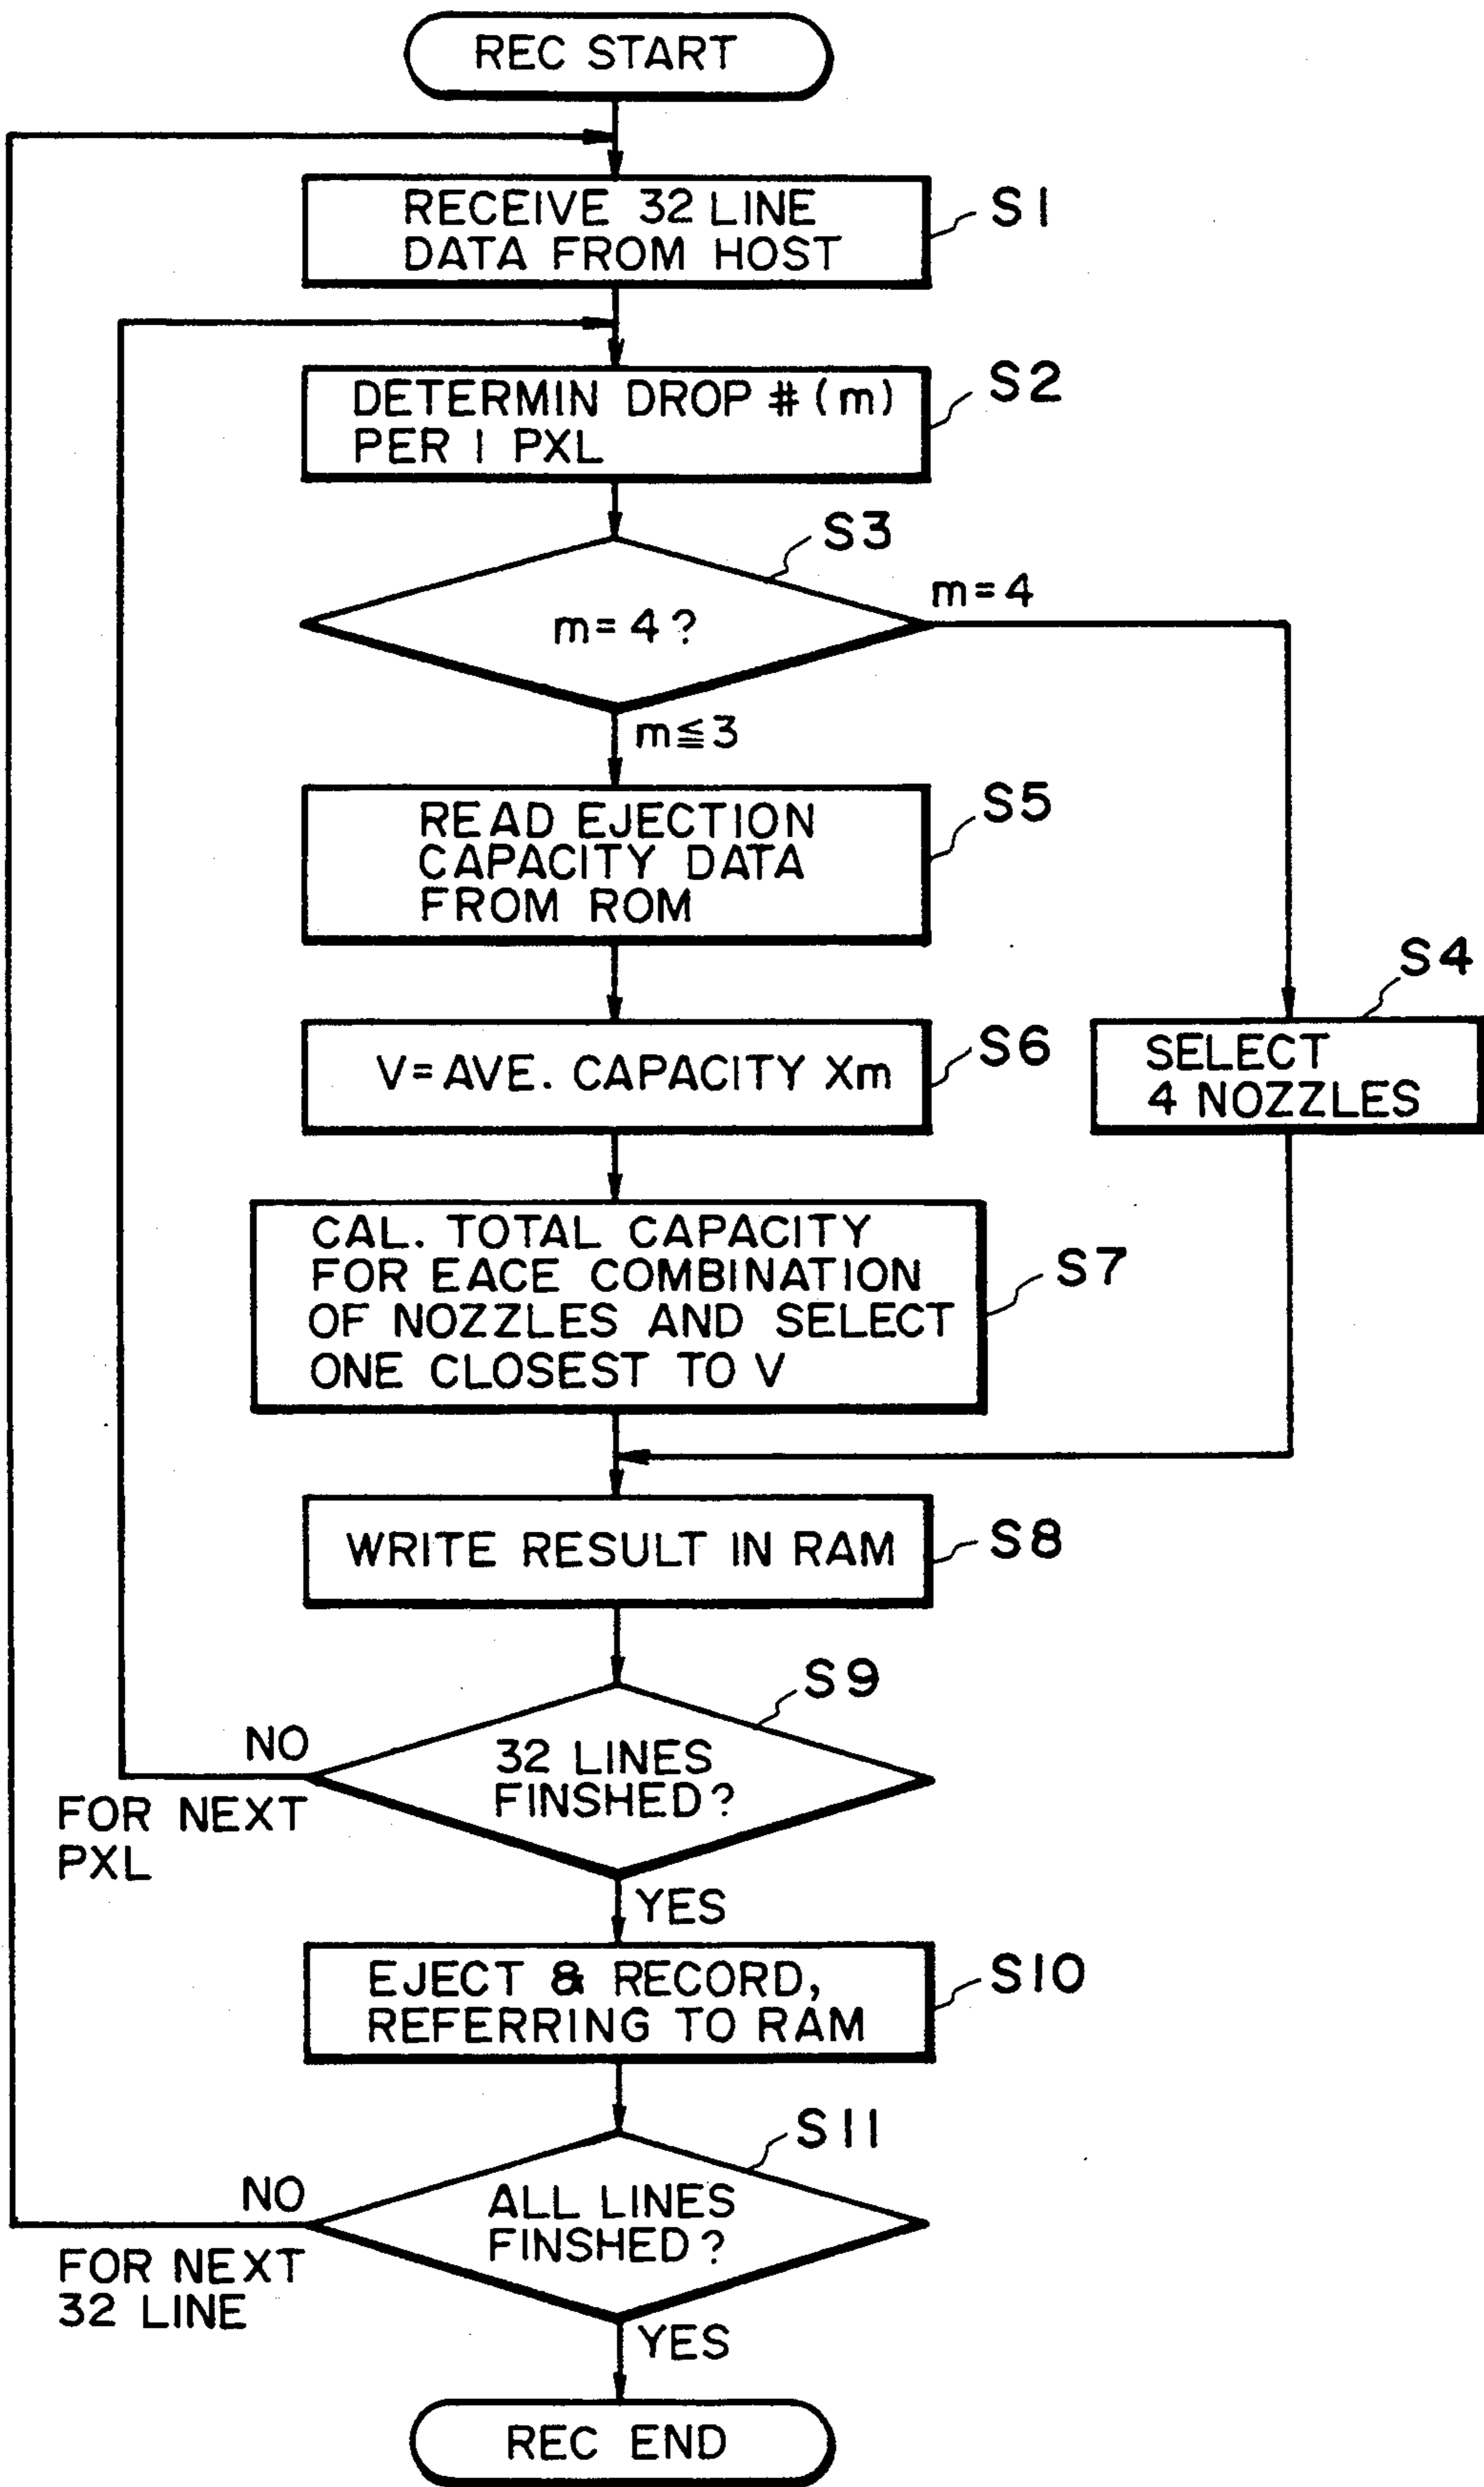 REC START
RECEIVE 32 LINE
DATA FROM HOST
S1
DETERMIN DROP # (m)
PER 1 PXL
S2
S3
m=4?
m=4
m≦3
READ EJECTION
CAPACITY DATA
FROM ROM
S5
S4
SELECT
4 NOZZLES
V=AVE. CAPACITY Xm
S6
CAL. TOTAL CAPACITY
FOR EACE COMBINATION
OF NOZZLES AND SELECT
ONE CLOSEST TO V
S7
WRITE RESULT IN RAM
S8
S9
32 LINES
FINSHED?
NO
FOR NEXT
PXL
YES
EJECT & RECORD,
REFERRING TO RAM
S10
S11
ALL LINES
FINSHED?
NO
FOR NEXT
32 LINE
YES
REC END